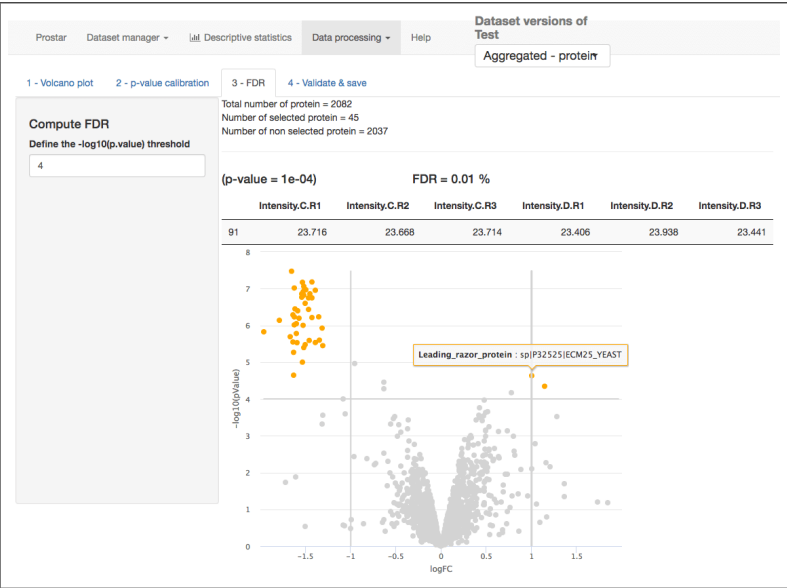 Prostar Dataset manager Descriptive statistics Data processing Help
Dataset versions of
Test
Aggregated - protein
1 - Volcano plot 2 - p-value calibration 3 - FDR 4 - Validate & save
Compute FDR
Define the -log10(p.value) threshold
4
Total number of protein = 2082
Number of selected protein = 45
Number of non selected protein = 2037
(p-value = 1e-04) FDR = 0.01 %
Intensity.C.R1 Intensity.C.R2 Intensity.C.R3 Intensity.D.R1 Intensity.D.R2 Intensity.D.R3
91 23.716 23.668 23.714 23.406 23.938 23.441
8
7
6
5
4
3
2
1
0
-log10(pValue)
Leading_razor_protein : sp|P32525|ECM25_YEAST
-1.5 -1 -0.5 0 0.5 1 1.5
logFC